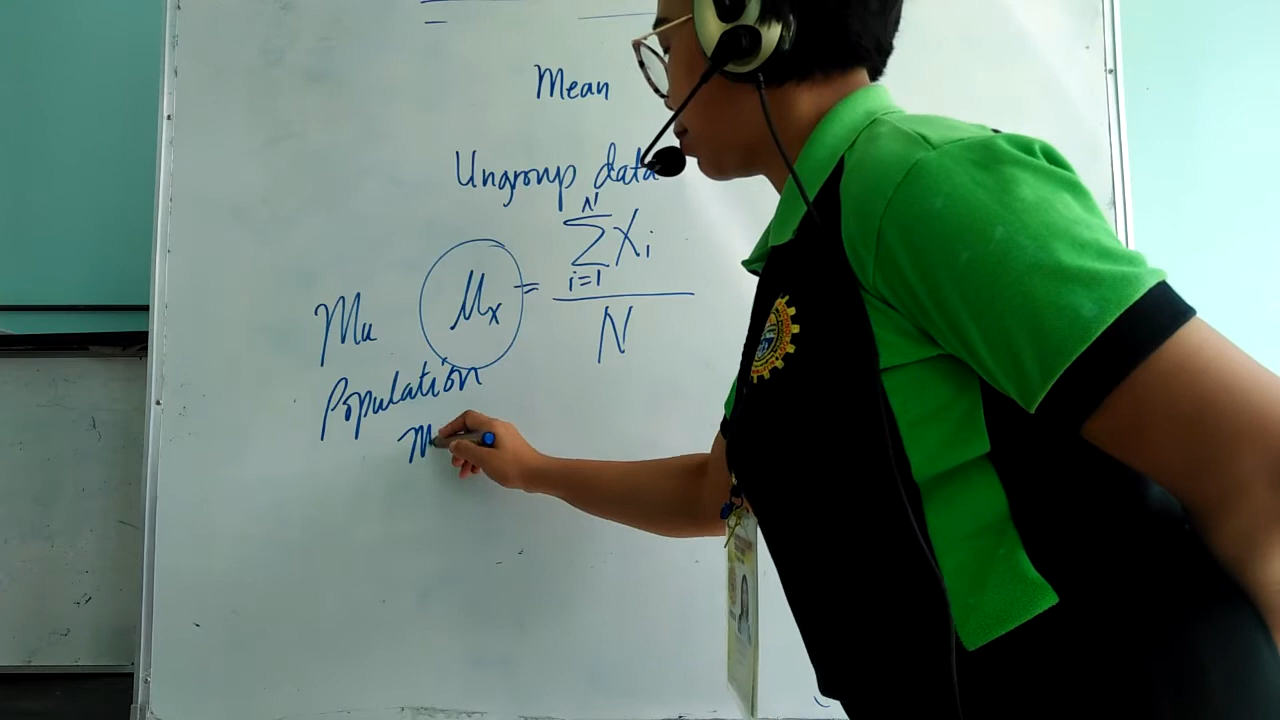 Mean
Ungroup data
Mu μx = N ∑ i=1 Xi / N
Population
m